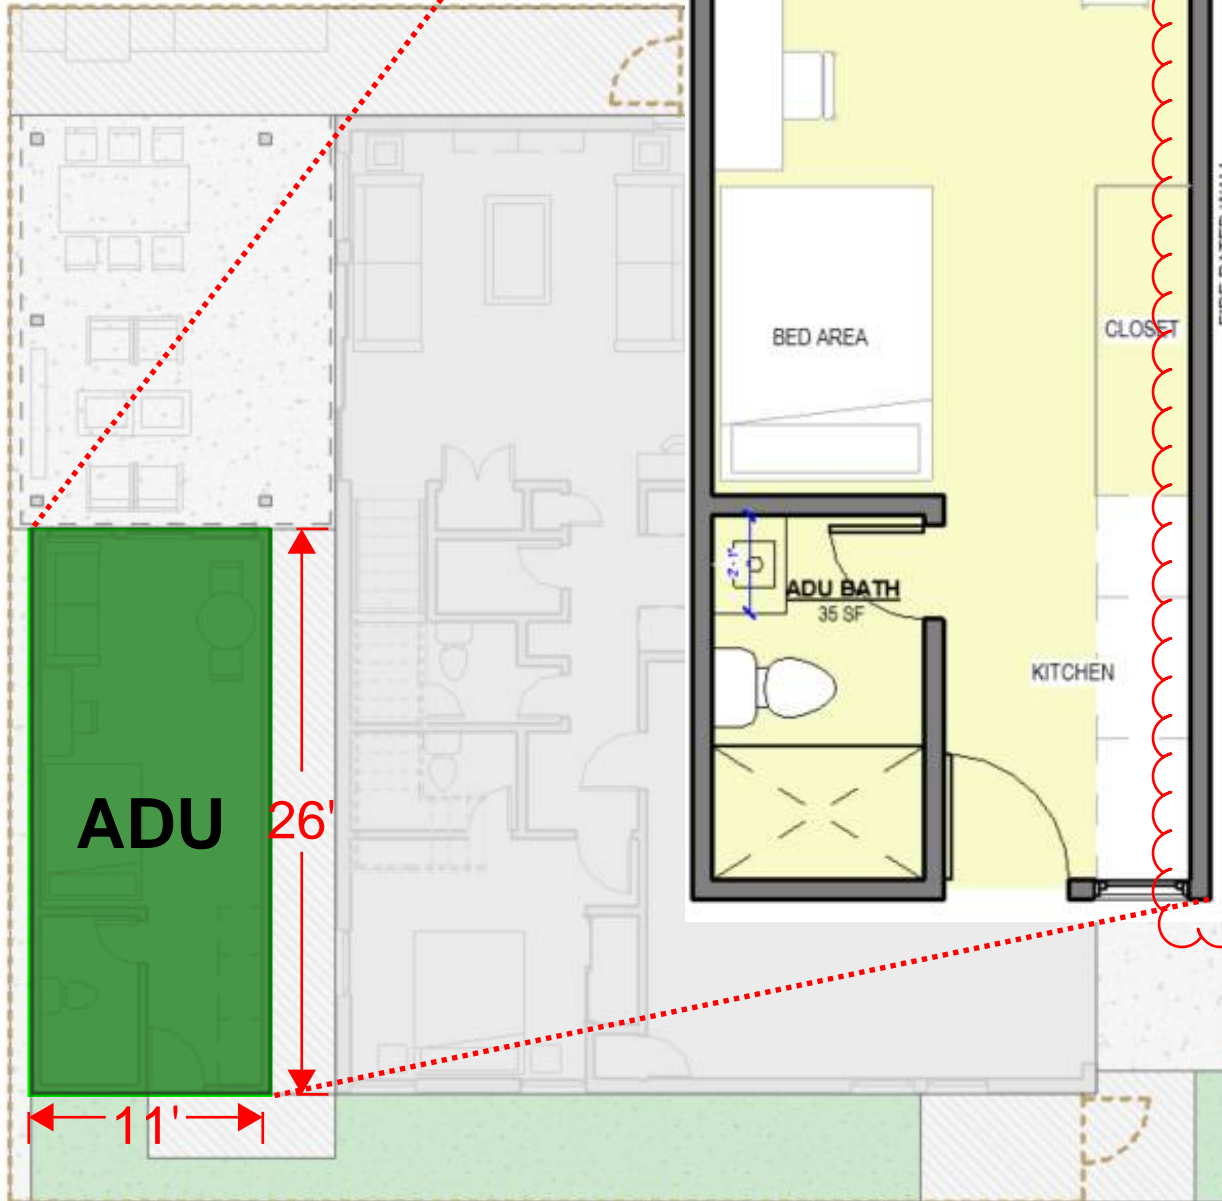 BED AREA
CLOSET
2'-1"
ADU BATH
35 SF
KITCHEN
ADU
26'
11'